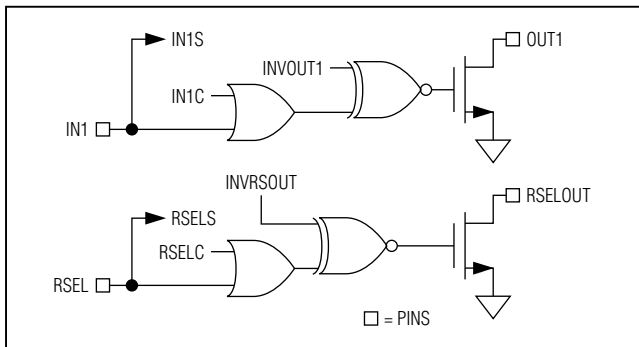 IN1S
OUT1
INVOUT1
IN1C
IN1
INVRSOUT
RSELOUT
RSELS
RSELC
RSEL
= PINS